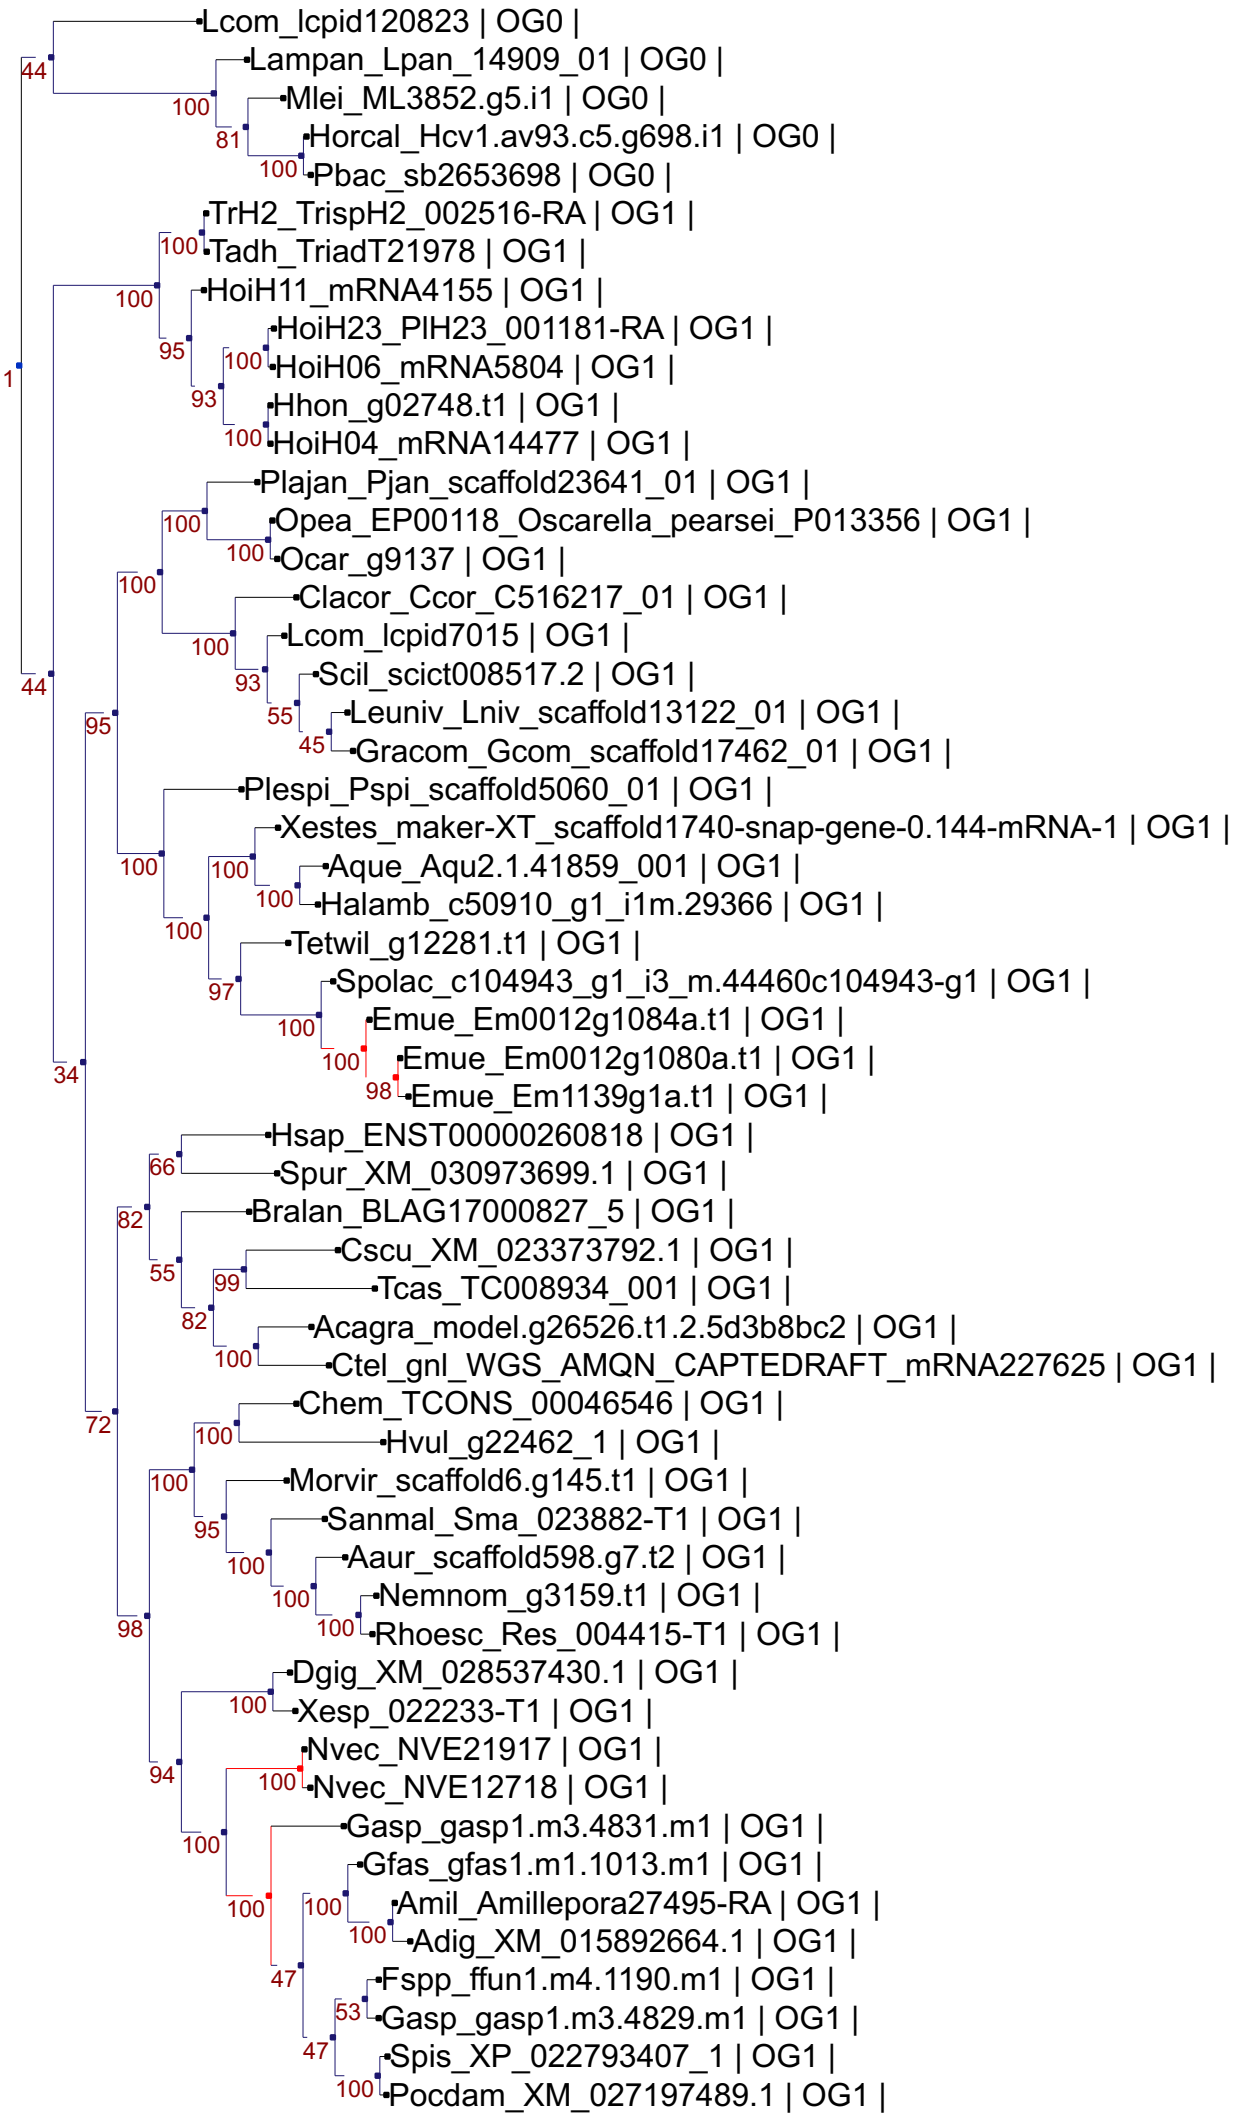 Lcom_lcpid120823 | OG0 |
44
Lampan_Lpan_14909_01 | OG0 |
100
Mlei_ML3852.g5.i1 | OG0 |
81
Horcal_Hcv1.av93.c5.g698.i1 | OG0 |
100
Pbac_sb2653698 | OG0 |
TrH2_TrispH2_002516-RA | OG1 |
100
Tadh_TriadT21978 | OG1 |
100
HoiH11_mRNA4155 | OG1 |
95
HoiH23_PlH23_001181-RA | OG1 |
100
HoiH06_mRNA5804 | OG1 |
1
93
Hhon_g02748.t1 | OG1 |
100
HoiH04_mRNA14477 | OG1 |
Plajan_Pjan_scaffold23641_01 | OG1 |
100
Opea_EP00118_Oscarella_pearsei_P013356 | OG1 |
100
Ocar_g9137 | OG1 |
100
Clacor_Ccor_C516217_01 | OG1 |
100
Lcom_lcpid7015 | OG1 |
93
Scil_scict008517.2 | OG1 |
44
55
Leuniv_Lniv_scaffold13122_01 | OG1 |
95
45
Gracom_Gcom_scaffold17462_01 | OG1 |
Plespi_Pspi_scaffold5060_01 | OG1 |
Xestes_maker-XT_scaffold1740-snap-gene-0.144-mRNA-1 | OG1 |
100
100
Aque_Aqu2.1.41859_001 | OG1 |
100
Halamb_c50910_g1_i1m.29366 | OG1 |
100
Tetwil_g12281.t1 | OG1 |
97
Spolac_c104943_g1_i3_m.44460c104943-g1 | OG1 |
100
Emue_Em0012g1084a.t1 | OG1 |
100
Emue_Em0012g1080a.t1 | OG1 |
34
98
Emue_Em1139g1a.t1 | OG1 |
Hsap_ENST00000260818 | OG1 |
66
Spur_XM_030973699.1 | OG1 |
82
Bralan_BLAG17000827_5 | OG1 |
Cscu_XM_023373792.1 | OG1 |
55
99
Tcas_TC008934_001 | OG1 |
82
Acagra_model.g26526.t1.2.5d3b8bc2 | OG1 |
100
Ctel_gnl_WGS_AMQN_CAPTEDRAFT_mRNA227625 | OG1 |
Chem_TCONS_00046546 | OG1 |
72
100
Hvul_g22462_1 | OG1 |
100
Morvir_scaffold6.g145.t1 | OG1 |
95
Sanmal_Sma_023882-T1 | OG1 |
100
Aaur_scaffold598.g7.t2 | OG1 |
100
Nemnom_g3159.t1 | OG1 |
98
100
Rhoesc_Res_004415-T1 | OG1 |
Dgig_XM_028537430.1 | OG1 |
100
Xesp_022233-T1 | OG1 |
Nvec_NVE21917 | OG1 |
94
100
Nvec_NVE12718 | OG1 |
Gasp_gasp1.m3.4831.m1 | OG1 |
100
Gfas_gfas1.m1.1013.m1 | OG1 |
100
100
Amil_Amillepora27495-RA | OG1 |
100
Adig_XM_015892664.1 | OG1 |
47
Fspp_ffun1.m4.1190.m1 | OG1 |
53
Gasp_gasp1.m3.4829.m1 | OG1 |
47
Spis_XP_022793407_1 | OG1 |
100
Pocdam_XM_027197489.1 | OG1 |